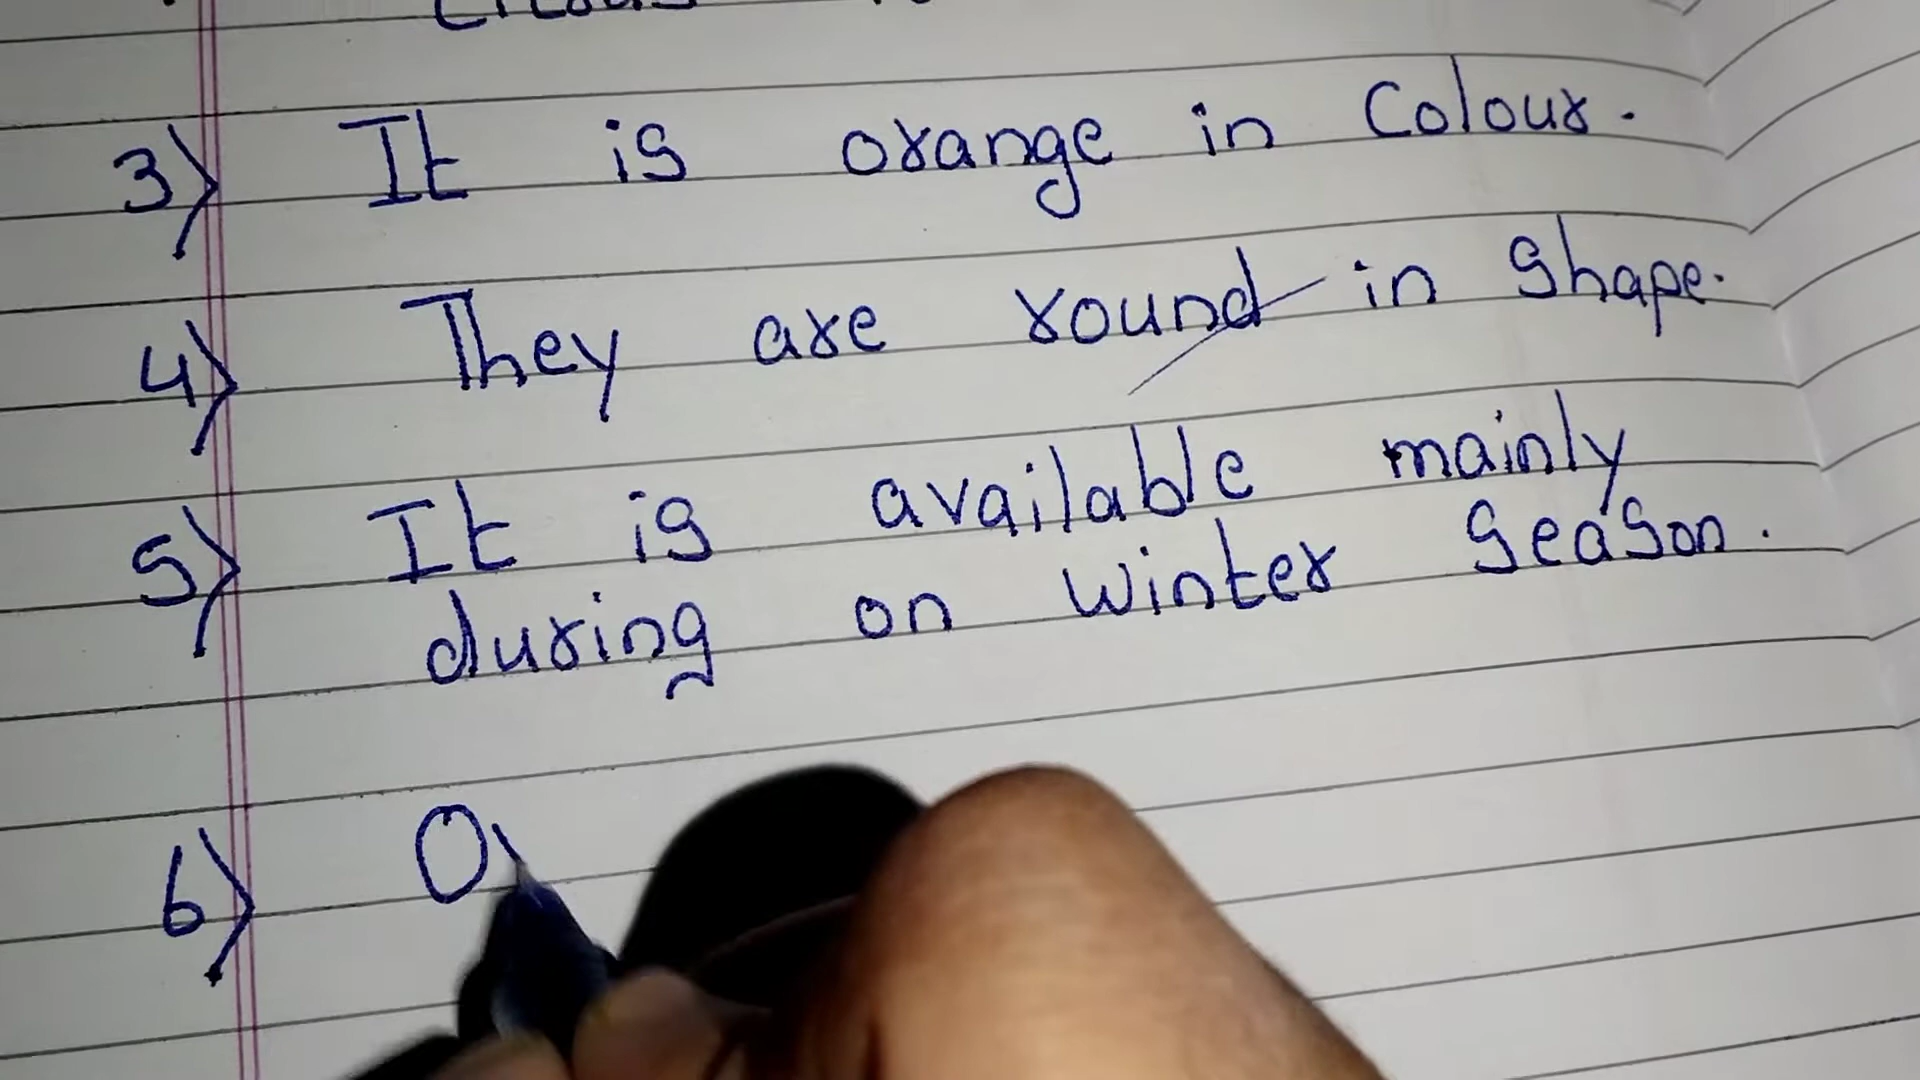 3) It is orange in Colour.
4) They are round in Shape.
5) It is available mainly
during on Winter Season.
6) O